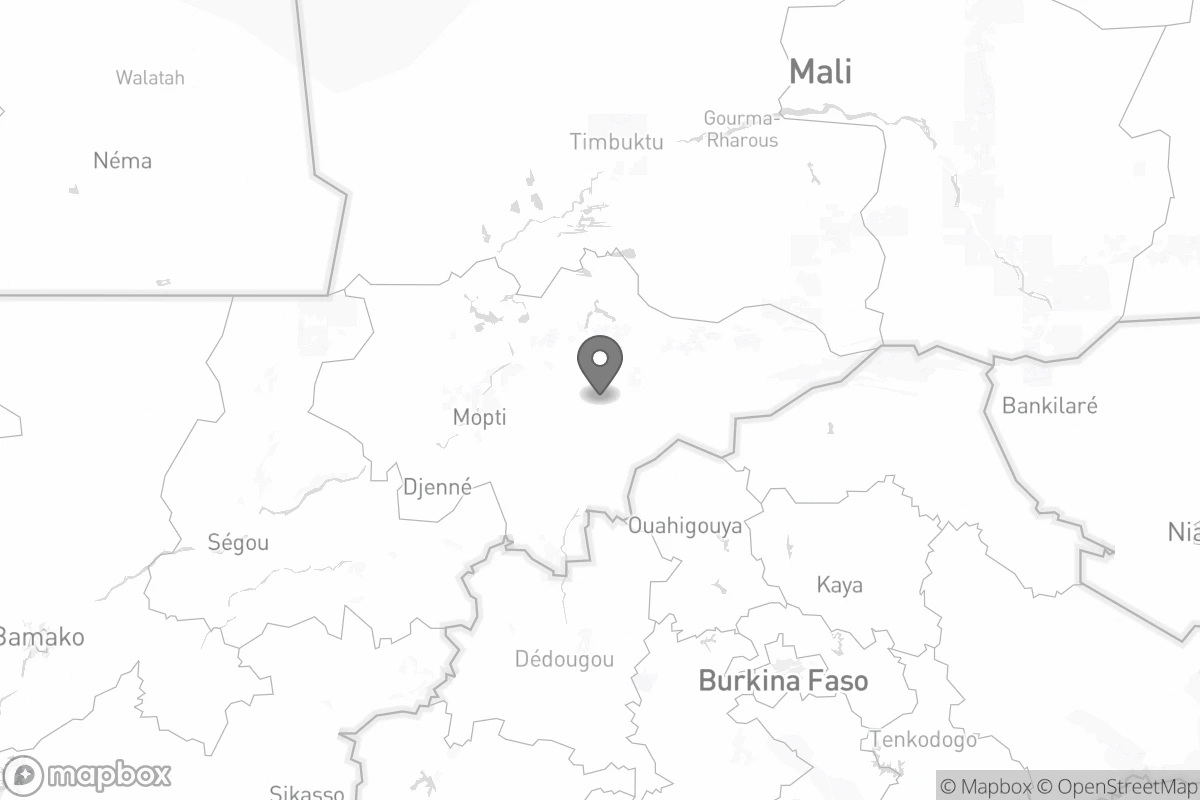 Mali
Walatah
Gourma-
Rharous
Timbuktu
Néma
Bankilaré
Mopti
Djenné
Ouahigouya
Ségou
Kaya
Bamako
Dédougou
Burkina Faso
Tenkodogo
Sikasso
mapbox
© Mapbox © OpenStreetMap